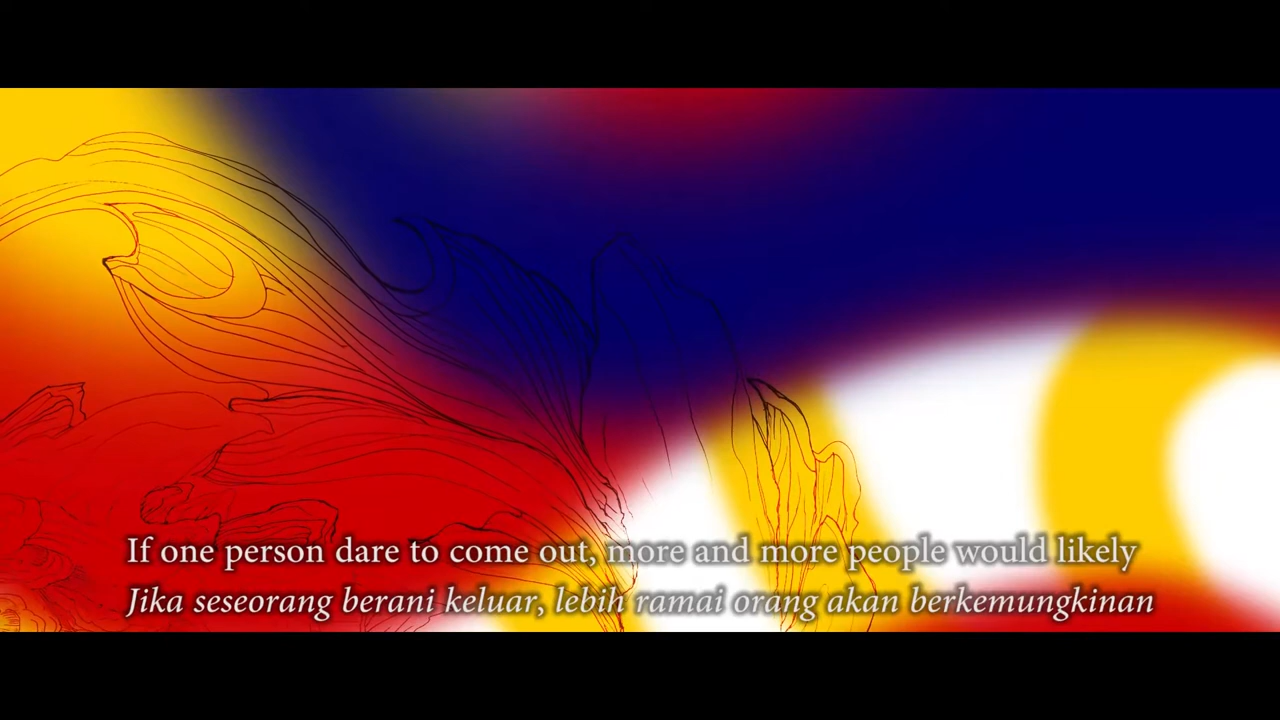 If one person dare to come out, more and more people would likely
Jika seseorang berani keluar, lebih ramai orang akan berkemungkinan